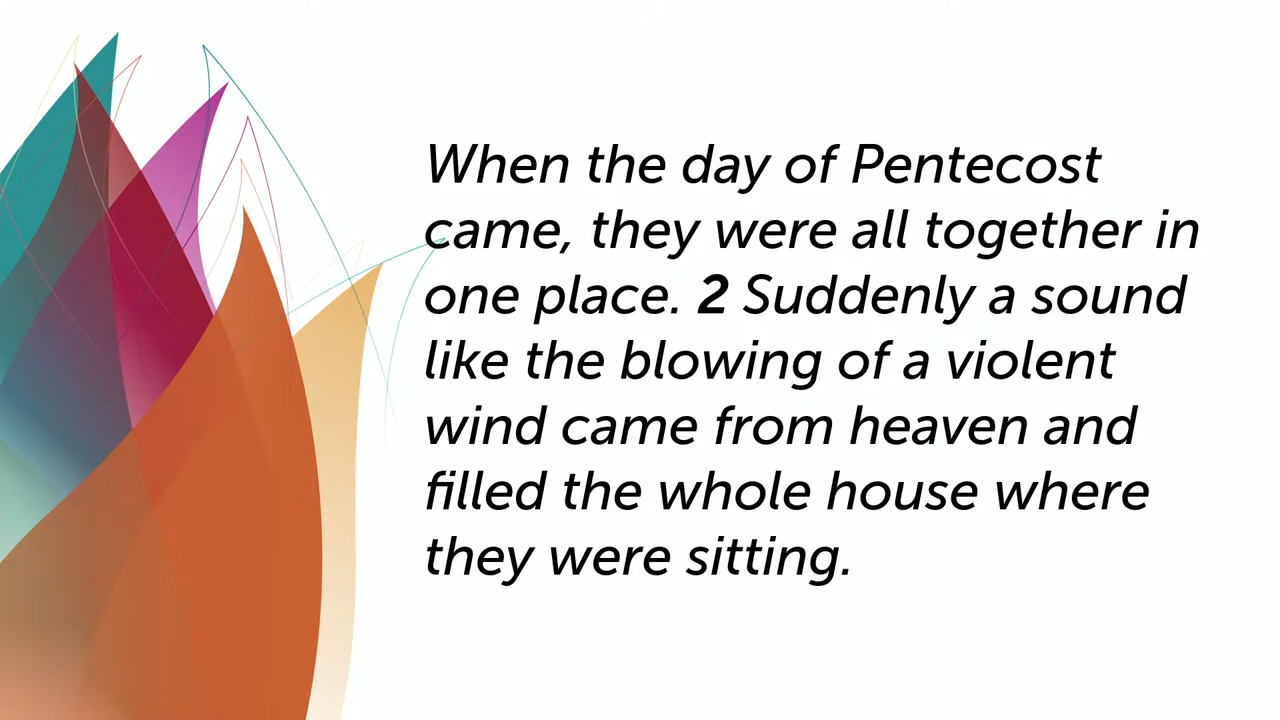 When the day of Pentecost
came, they were all together in
one place. 2 Suddenly a sound
like the blowing of a violent
wind came from heaven and
filled the whole house where
they were sitting.